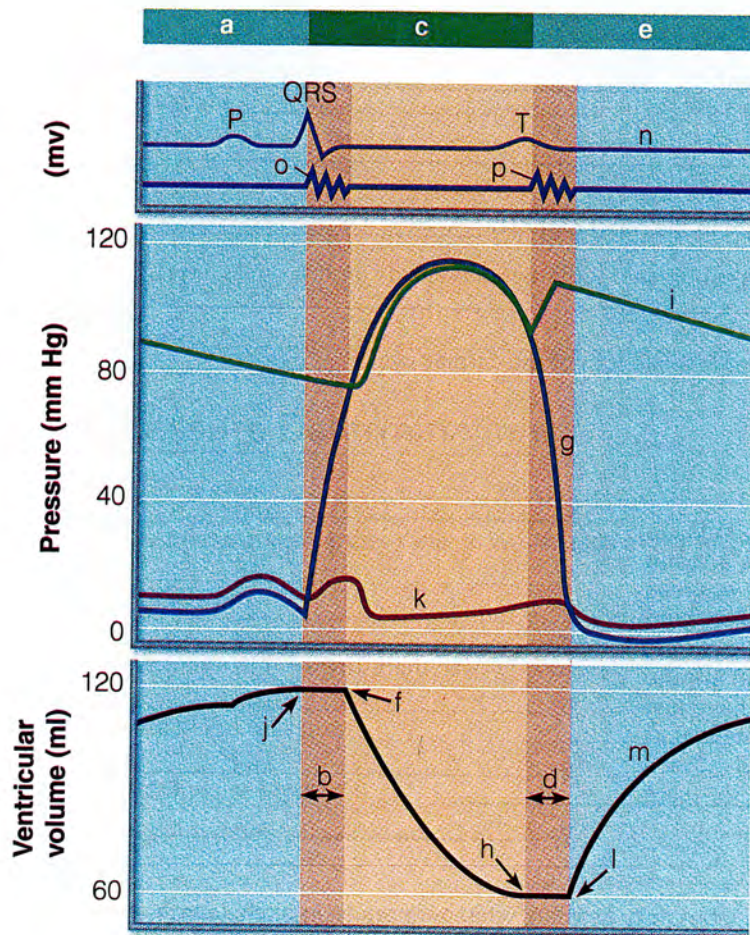 a c e
QRS
P T n
(mv)
o p
120
i
80
Pressure (mm Hg)
g
40
k
0
120
f
j
m
b d
Ventricular
volume (ml)
h l
60